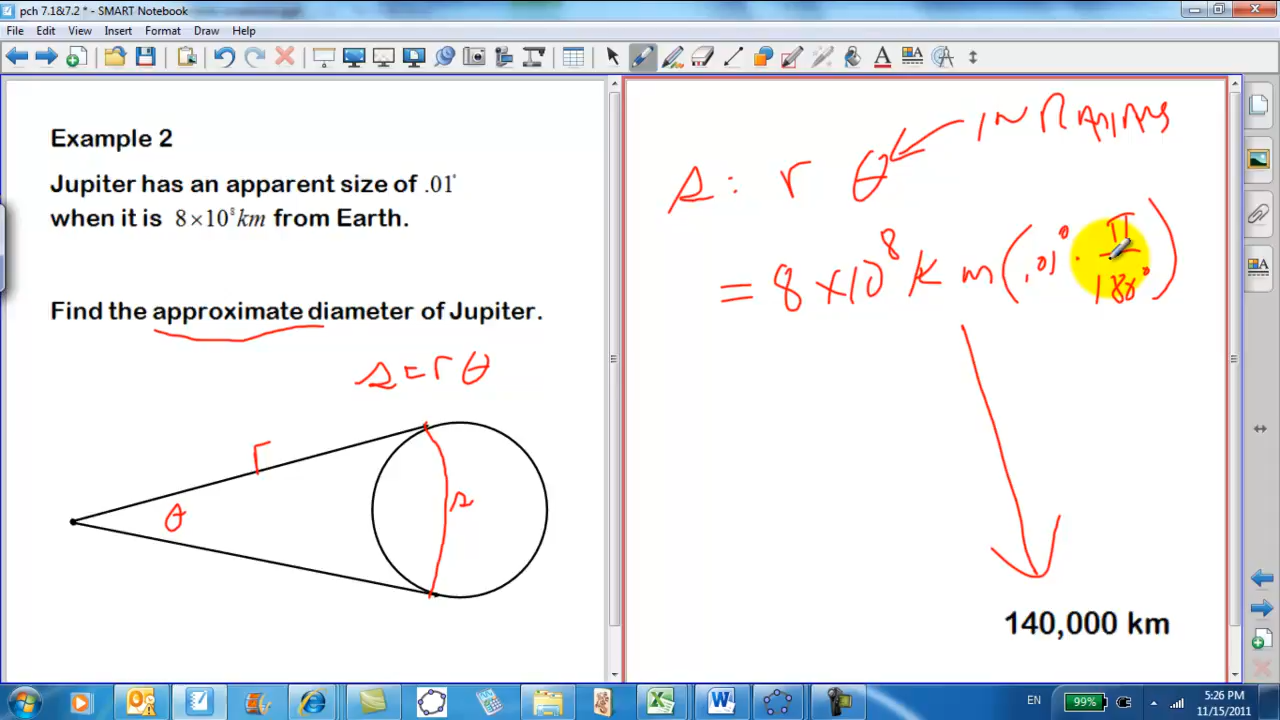 pch 7.1&7.2 * - SMART Notebook
File Edit View Insert Format Draw Help
Example 2
Jupiter has an apparent size of .01°
when it is 8×10⁸ km from Earth.
Find the approximate diameter of Jupiter.
s = r θ
r
θ
s
s = r θ IN RADIANS
= 8 × 10⁸ km (.01° · π/180°)
140,000 km
EN
99%
5:26 PM
11/15/2011